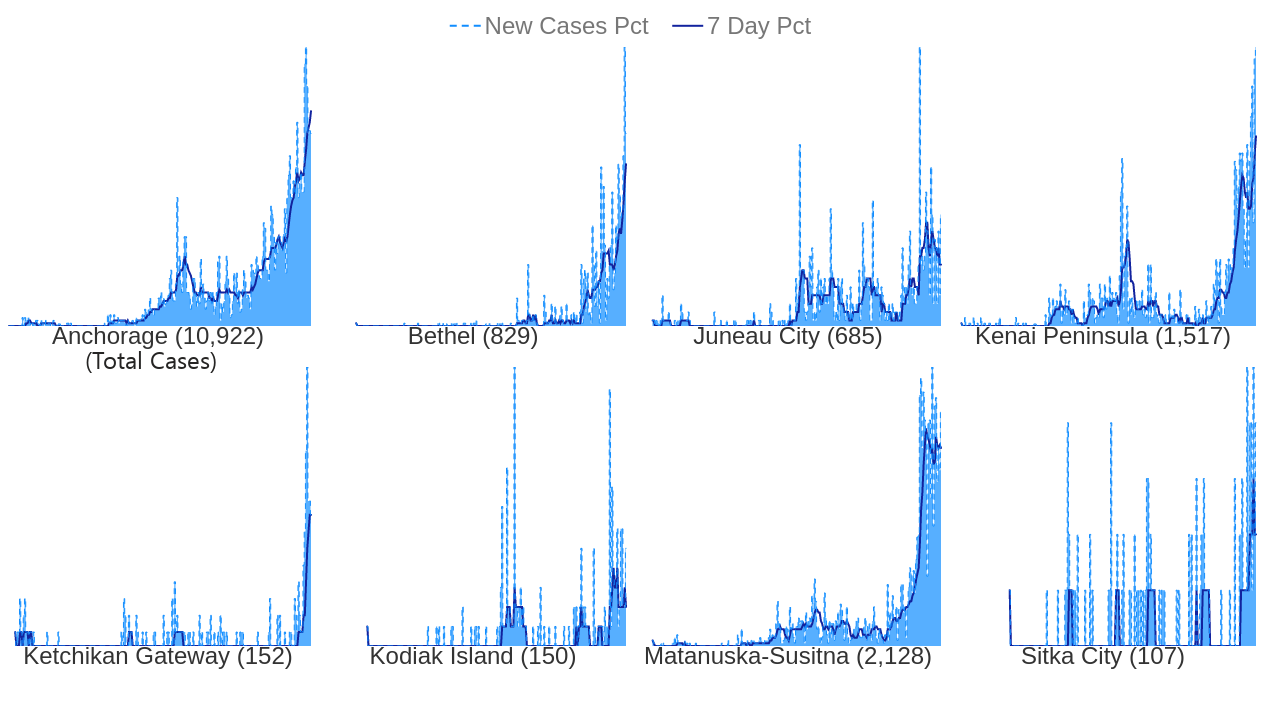 New Cases Pct 7 Day Pct
Anchorage (10,922) Bethel (829) Juneau City (685) Kenai Peninsula (1,517)
(Total Cases)
Ketchikan Gateway (152) Kodiak Island (150) Matanuska-Susitna (2,128) Sitka City (107)